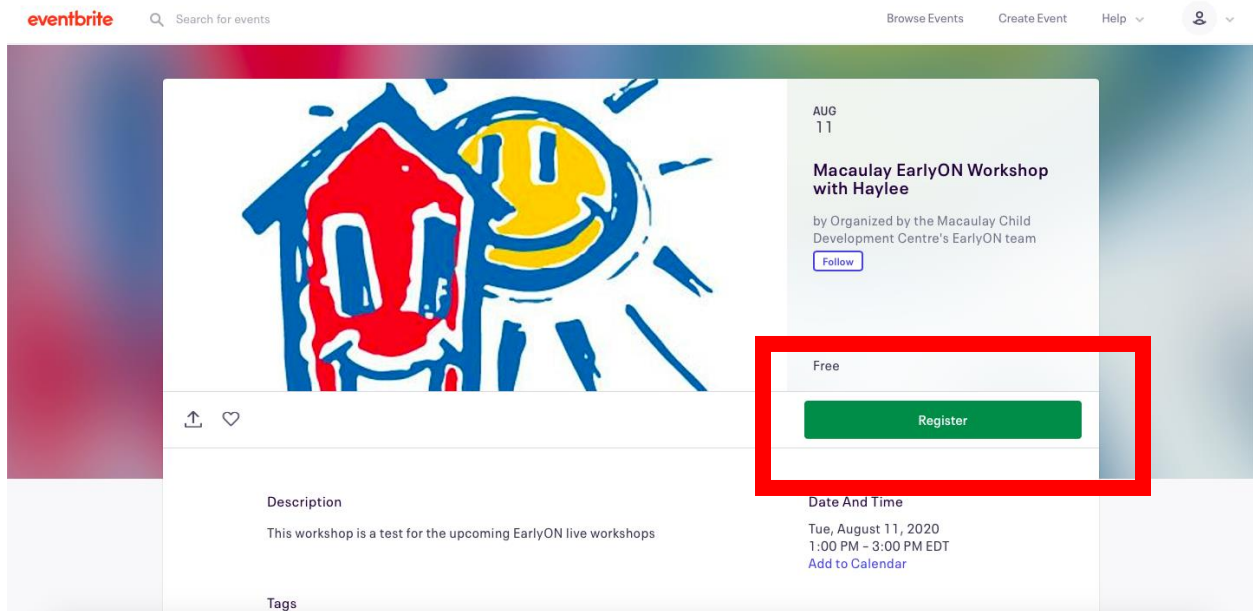 eventbrite
Search for events
Browse Events
Create Event
Help
AUG
11
Macaulay EarlyON Workshop
with Haylee
by Organized by the Macaulay Child
Development Centre's EarlyON team
Follow
Free
Register
Description
This workshop is a test for the upcoming EarlyON live workshops
Date And Time
Tue, August 11, 2020
1:00 PM – 3:00 PM EDT
Add to Calendar
Tags